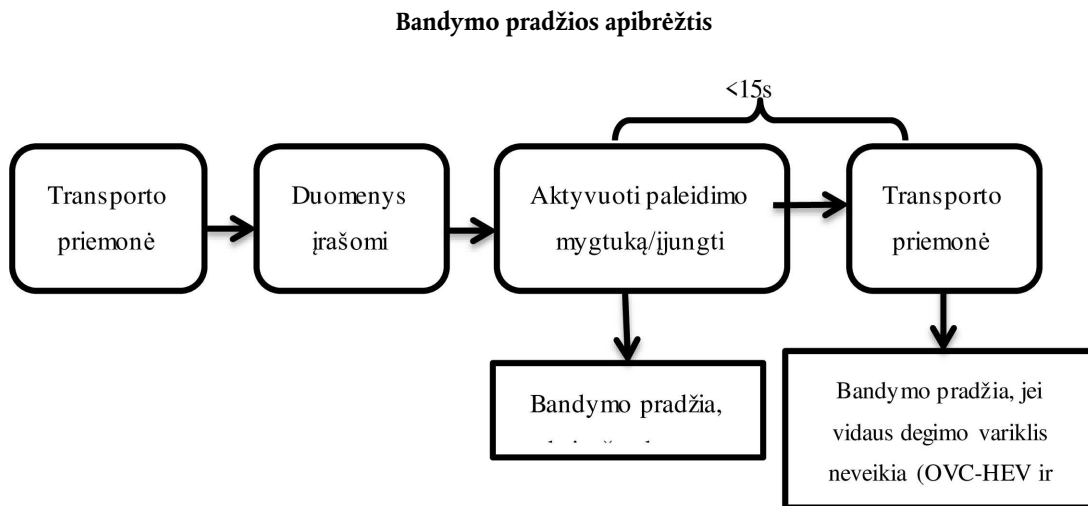 Bandymo pradžios apibrėžtis
<15s
Transporto
priemonė
Duomenys
įrašomi
Aktyvuoti paleidimo
mygtuką/įjungti
Transporto
priemonė
Bandymo pradžia,
Bandymo pradžia, jei
vidaus degimo variklis
neveikia (OVC-HEV ir